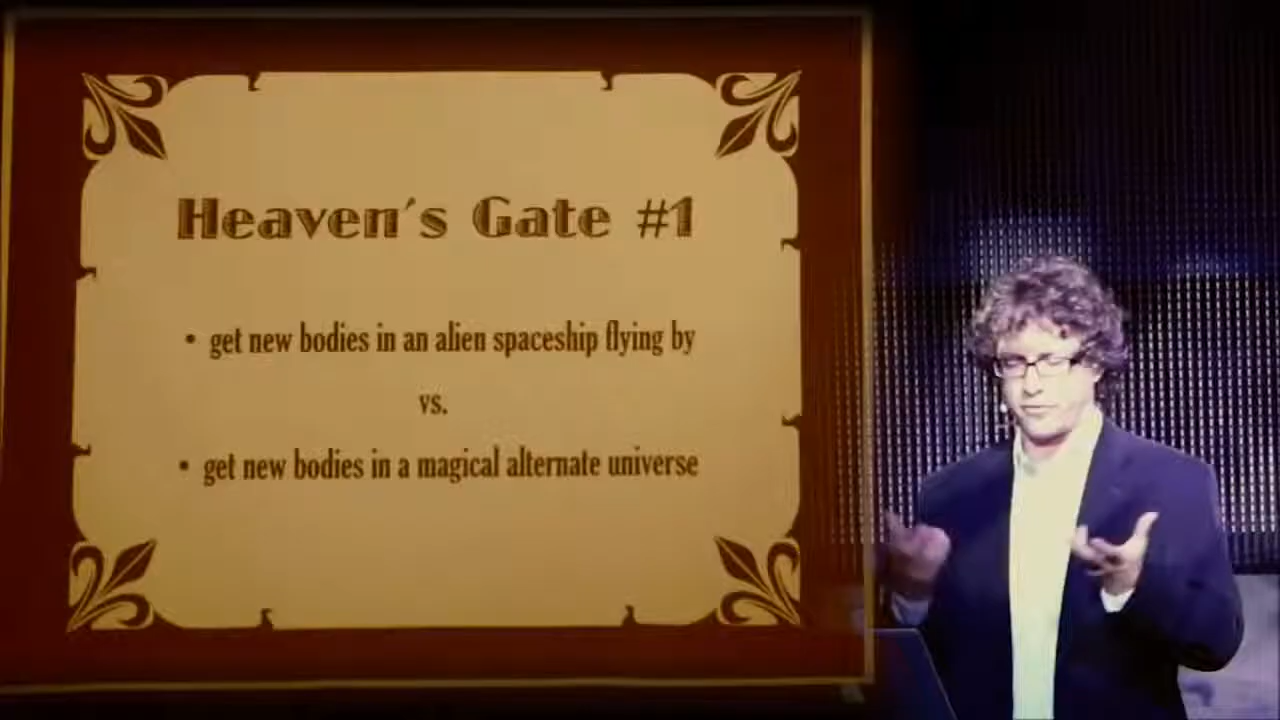 Heaven's Gate #1
• get new bodies in an alien spaceship flying by
vs.
• get new bodies in a magical alternate universe